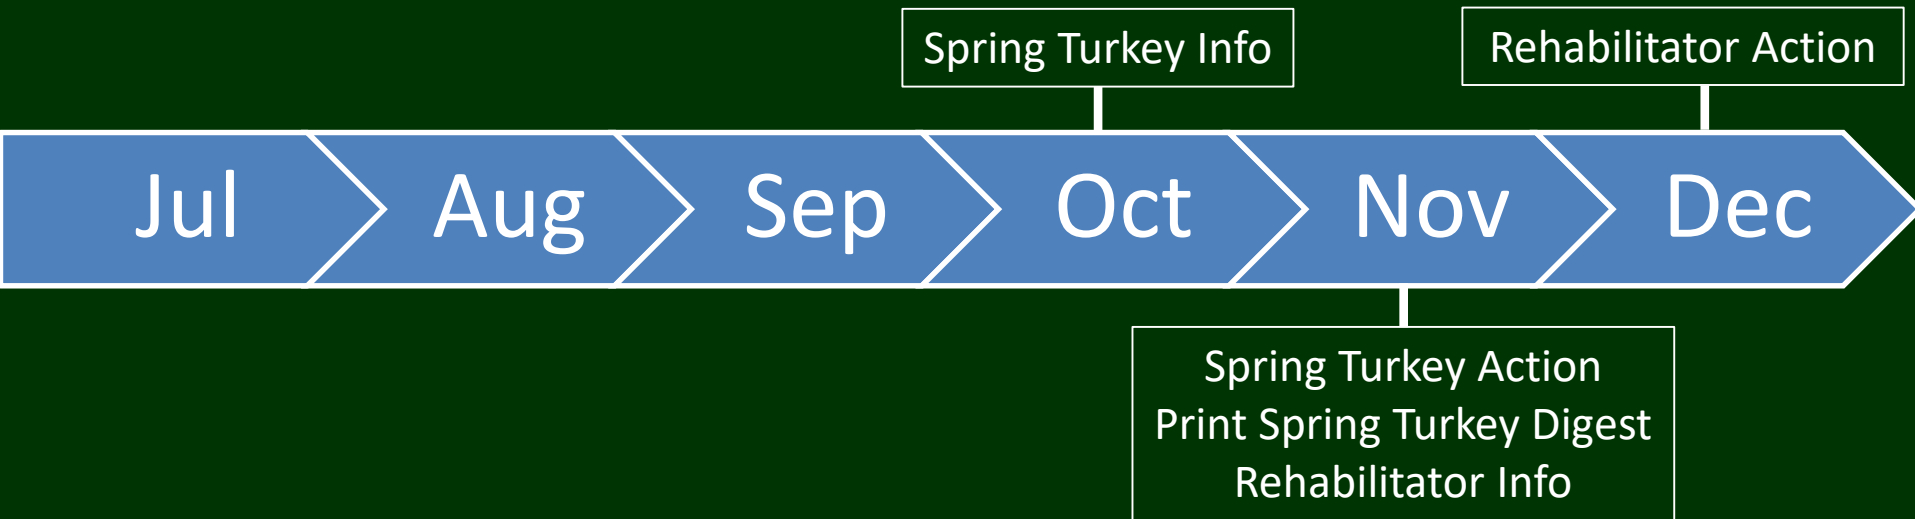 Spring Turkey Info
Rehabilitator Action
Jul
Aug
Sep
Oct
Nov
Dec
Spring Turkey Action
Print Spring Turkey Digest
Rehabilitator Info